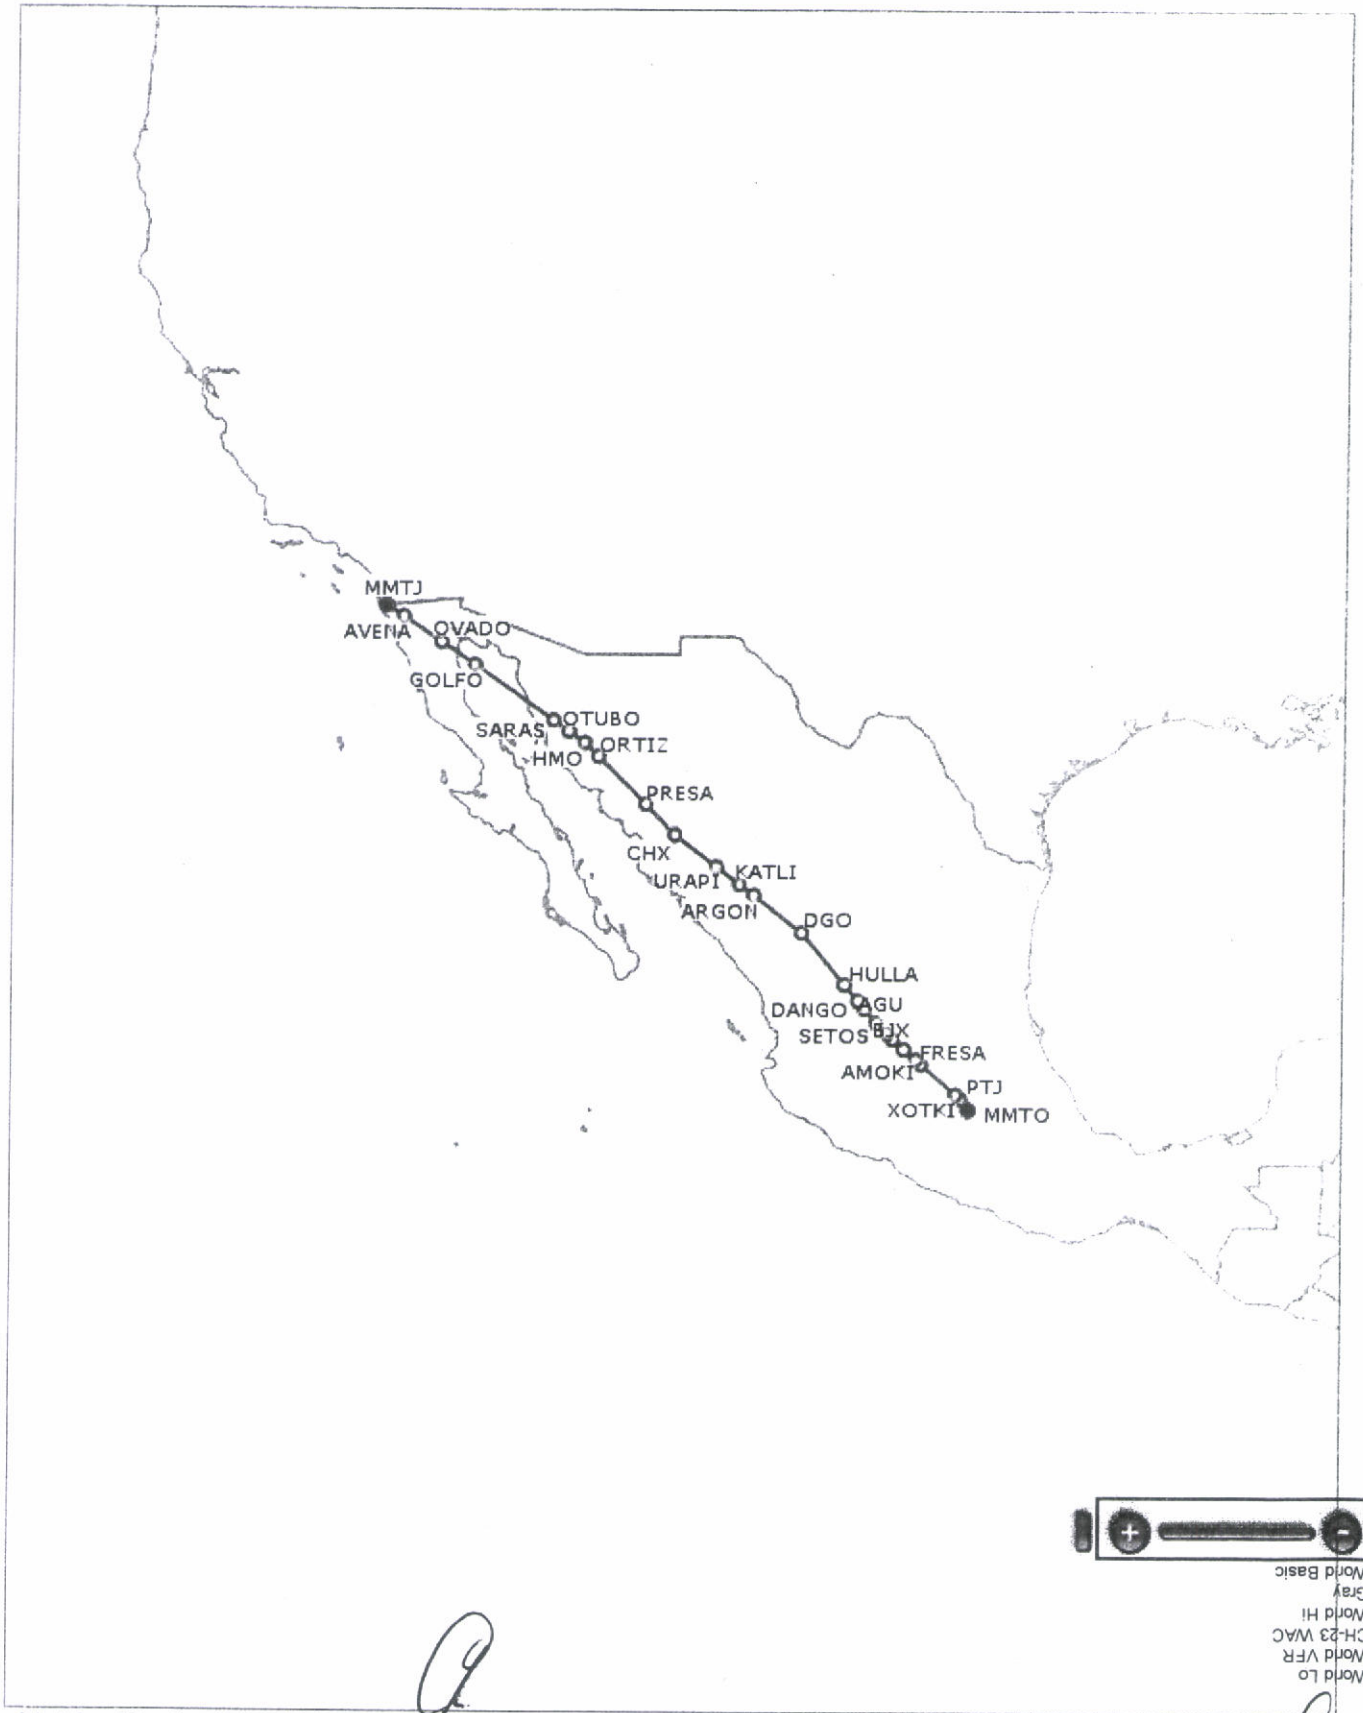 MMTJ
AVENA
OVADO
GOLFO
OTUBO
SARAS
ORTIZ
HMO
PRESA
CHX
KATLI
URAPI
ARGON
DGO
HULLA
AGU
DANGO
BJX
SETOS
FRESA
AMOKI
PTJ
XOTKI
MMTO
World Basic
Gray
World Hi
CH-23 WAC
World VFR
World Lo